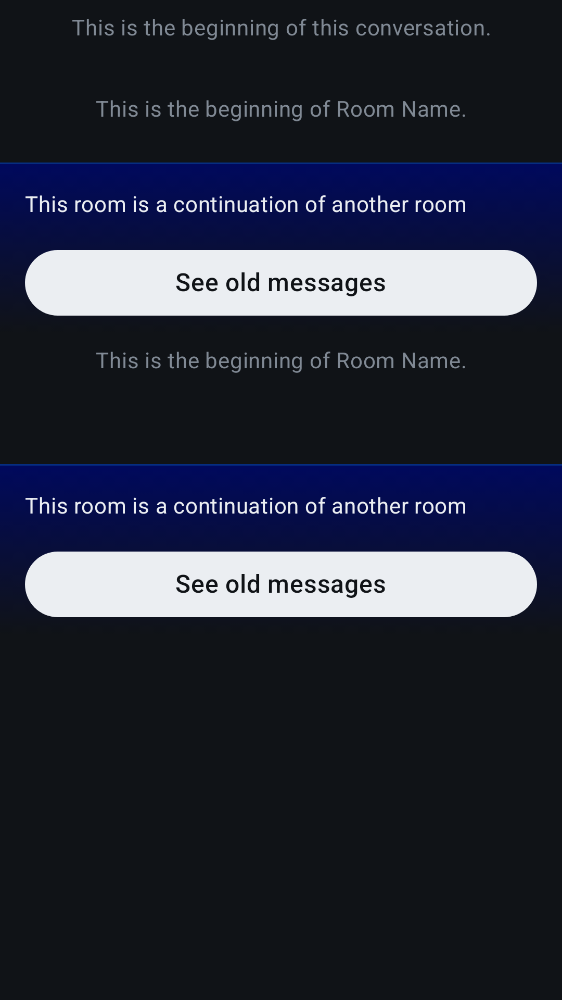 This is the beginning of this conversation.
This is the beginning of Room Name.
This room is a continuation of another room
See old messages
This is the beginning of Room Name.
This room is a continuation of another room
See old messages